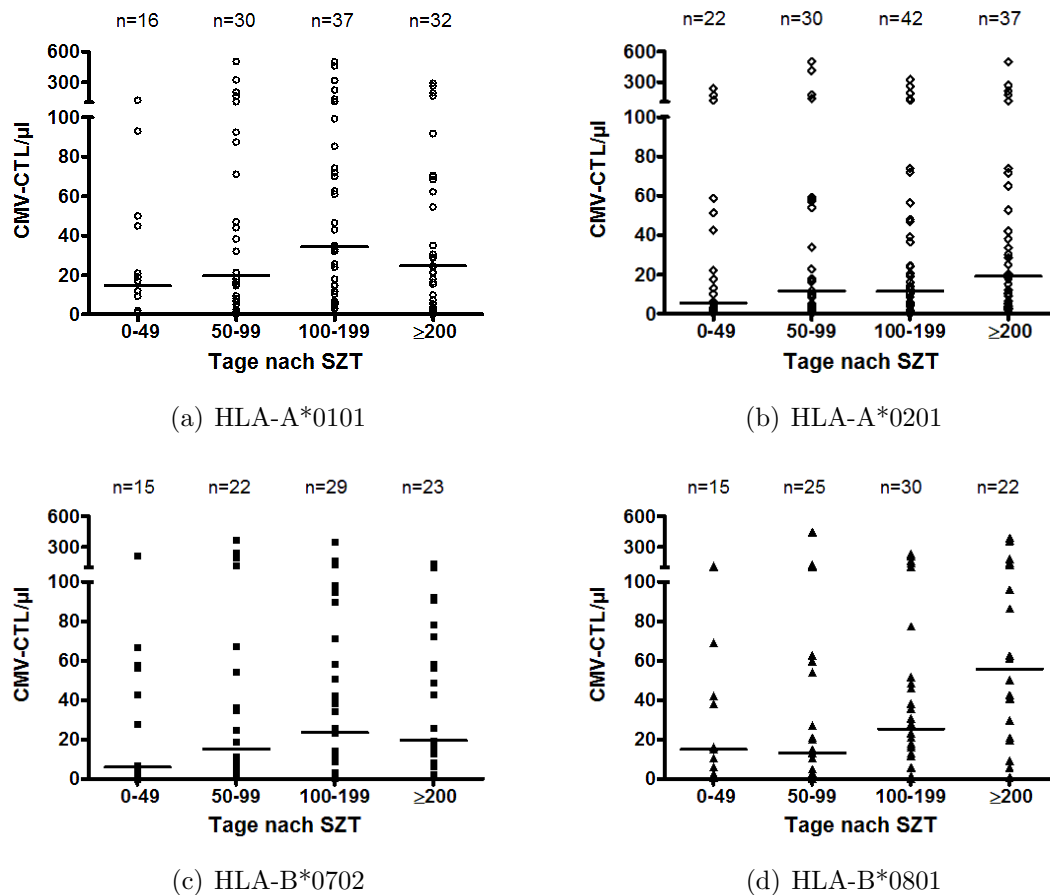 n=16 n=30 n=37 n=32
600
300
100
80
60
40
20
0
CMV-CTL/µl
0-49 50-99 100-199 ≥200
Tage nach SZT
(a) HLA-A*0101
n=22 n=30 n=42 n=37
600
300
100
80
60
40
20
0
CMV-CTL/µl
0-49 50-99 100-199 ≥200
Tage nach SZT
(b) HLA-A*0201
n=15 n=22 n=29 n=23
600
300
100
80
60
40
20
0
CMV-CTL/µl
0-49 50-99 100-199 ≥200
Tage nach SZT
(c) HLA-B*0702
n=15 n=25 n=30 n=22
600
300
100
80
60
40
20
0
CMV-CTL/µl
0-49 50-99 100-199 ≥200
Tage nach SZT
(d) HLA-B*0801